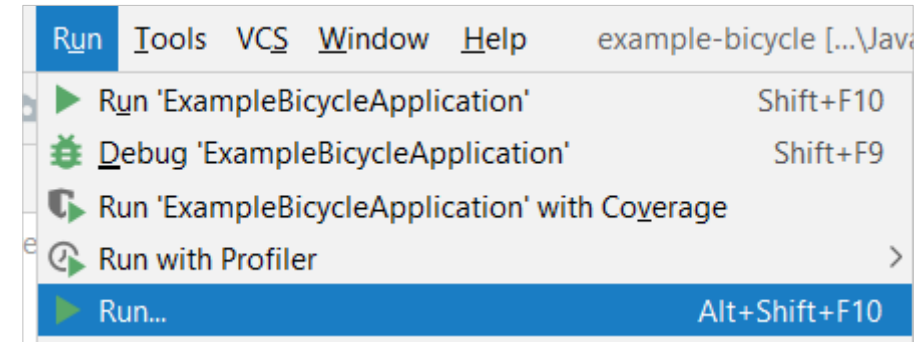 Run Tools VCS Window Help example-bicycle [...\Java
Run 'ExampleBicycleApplication' Shift+F10
Debug 'ExampleBicycleApplication' Shift+F9
Run 'ExampleBicycleApplication' with Coverage
Run with Profiler
Run... Alt+Shift+F10